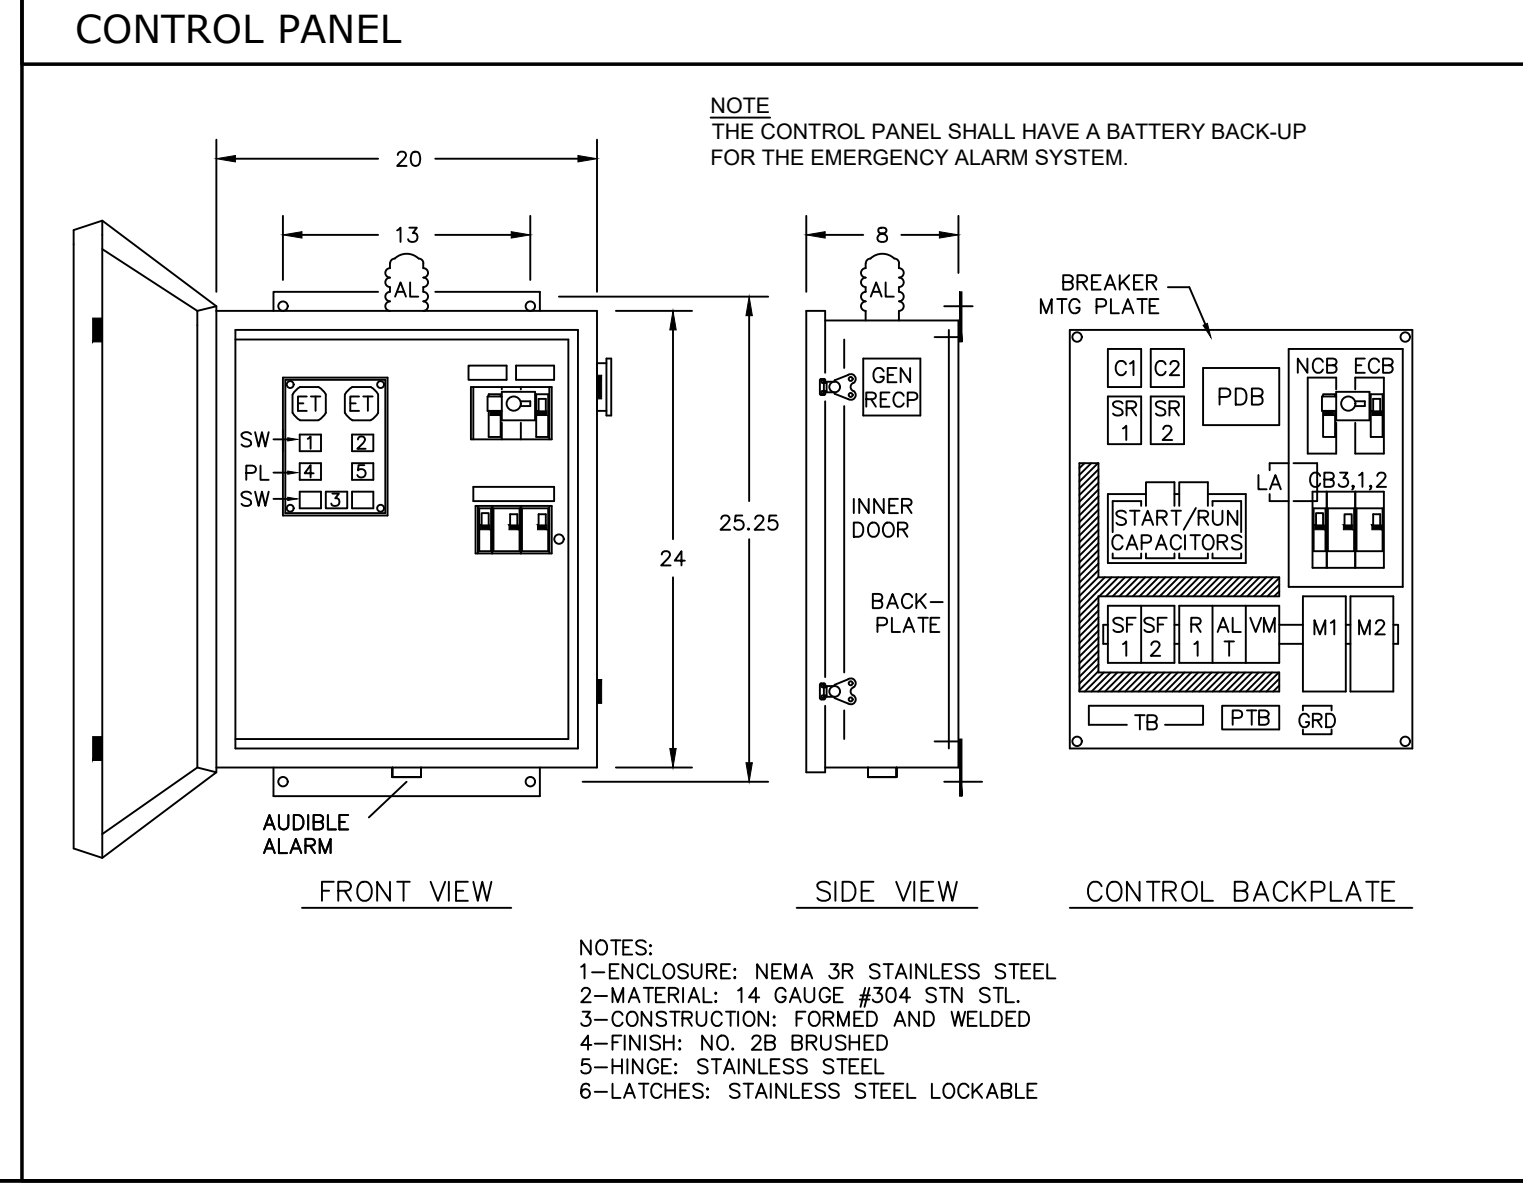 CONTROL PANEL
NOTE
THE CONTROL PANEL SHALL HAVE A BATTERY BACK-UP
FOR THE EMERGENCY ALARM SYSTEM.
20
13
AL
ET ET
SW 1 2
PL 4 5
SW 3
25.25
24
AUDIBLE
ALARM
FRONT VIEW
8
AL
GEN
RECP
INNER
DOOR
BACK-
PLATE
SIDE VIEW
BREAKER
MTG PLATE
C1 C2
SR
1
SR
2
PDB
NCB ECB
LA
CB3,1,2
START/RUN
CAPACITORS
SF
1
SF
2
R
1
AL
T
VM
M1 M2
TB
PTB
GRD
CONTROL BACKPLATE
NOTES:
1-ENCLOSURE: NEMA 3R STAINLESS STEEL
2-MATERIAL: 14 GAUGE #304 STN STL.
3-CONSTRUCTION: FORMED AND WELDED
4-FINISH: NO. 2B BRUSHED
5-HINGE: STAINLESS STEEL
6-LATCHES: STAINLESS STEEL LOCKABLE